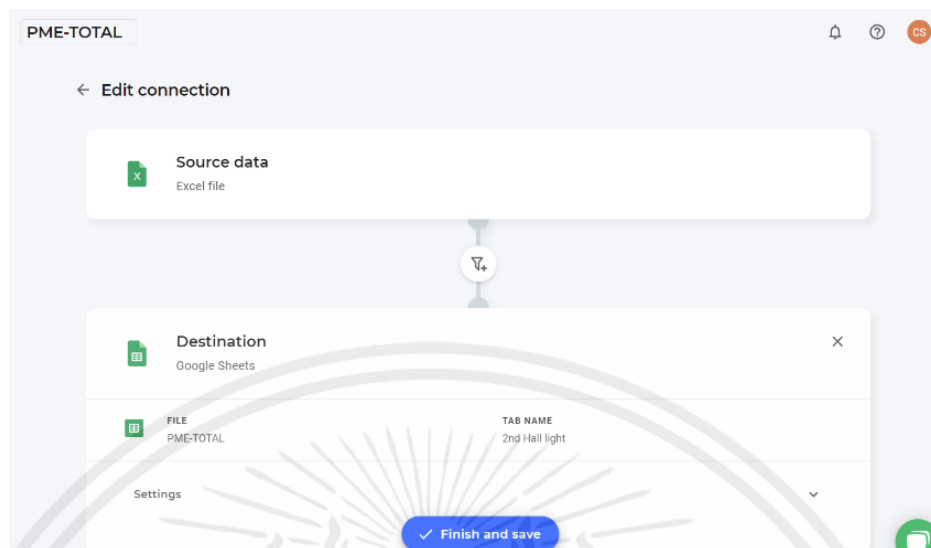 PME-TOTAL
CS
Edit connection
X
Source data
Excel file
Destination
Google Sheets
FILE
PME-TOTAL
TAB NAME
2nd Hall light
Settings
Finish and save